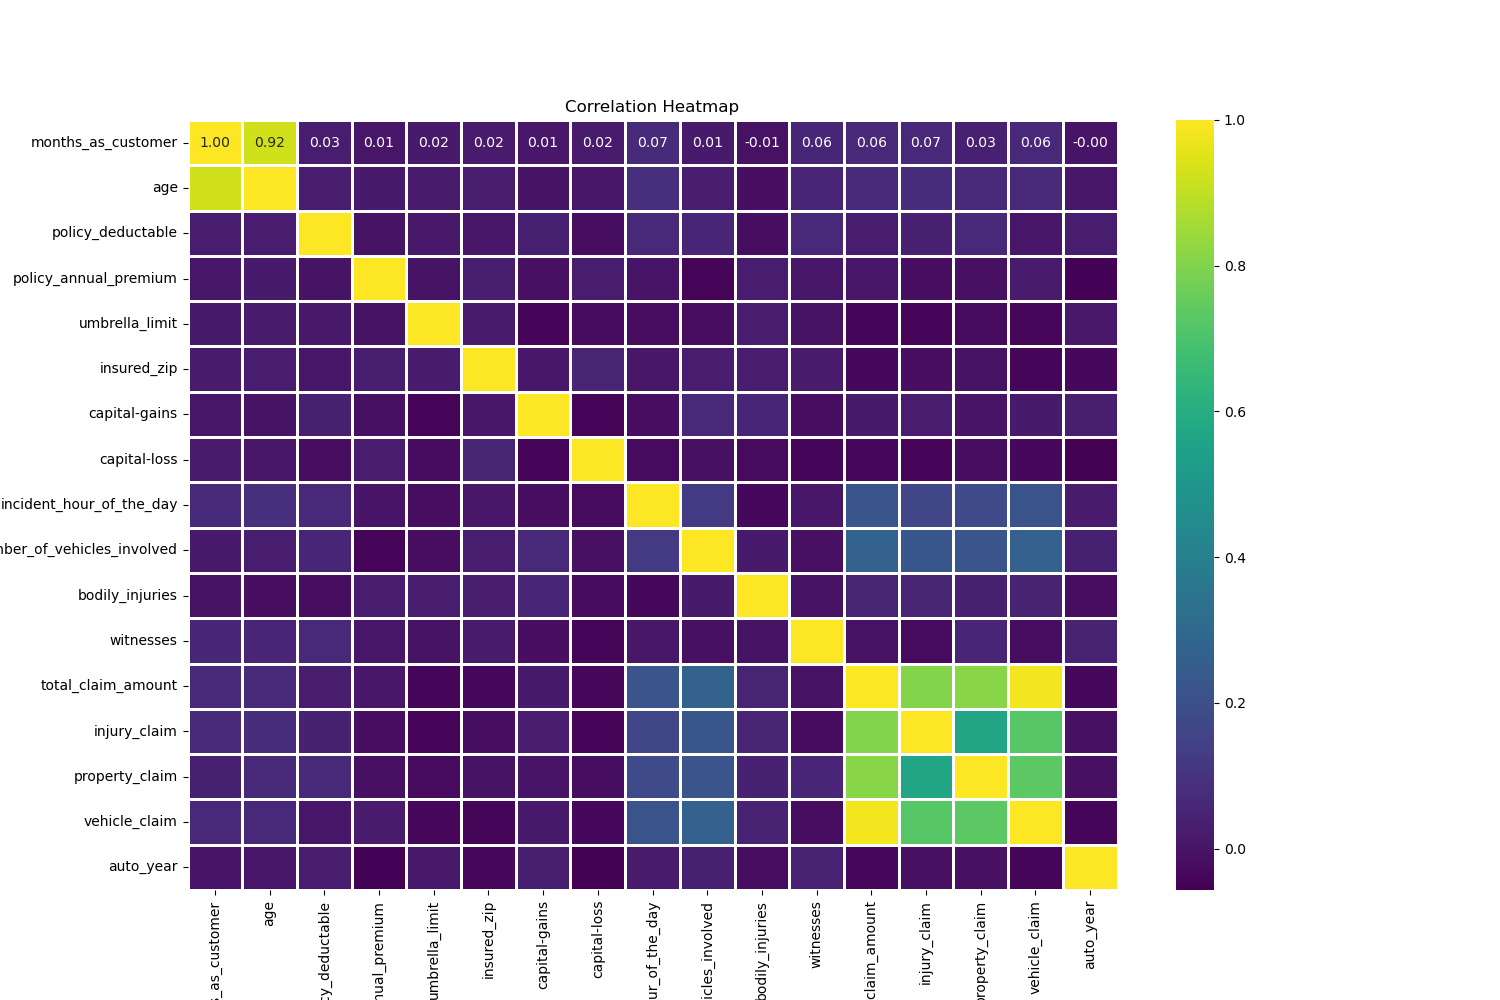 Correlation Heatmap
months_as_customer 1.00 0.92 0.03 0.01 0.02 0.02 0.01 0.02 0.07 0.01 -0.01 0.06 0.06 0.07 0.03 0.06 -0.00
age
policy_deductable
policy_annual_premium
umbrella_limit
insured_zip
capital-gains
capital-loss
incident_hour_of_the_day
nber_of_vehicles_involved
bodily_injuries
witnesses
total_claim_amount
injury_claim
property_claim
vehicle_claim
auto_year
s_as_customer
age
cy_deductable
nual_premium
umbrella_limit
insured_zip
capital-gains
capital-loss
ur_of_the_day
icles_involved
bodily_injuries
witnesses
claim_amount
injury_claim
property_claim
vehicle_claim
auto_year
1.0
0.8
0.6
0.4
0.2
0.0